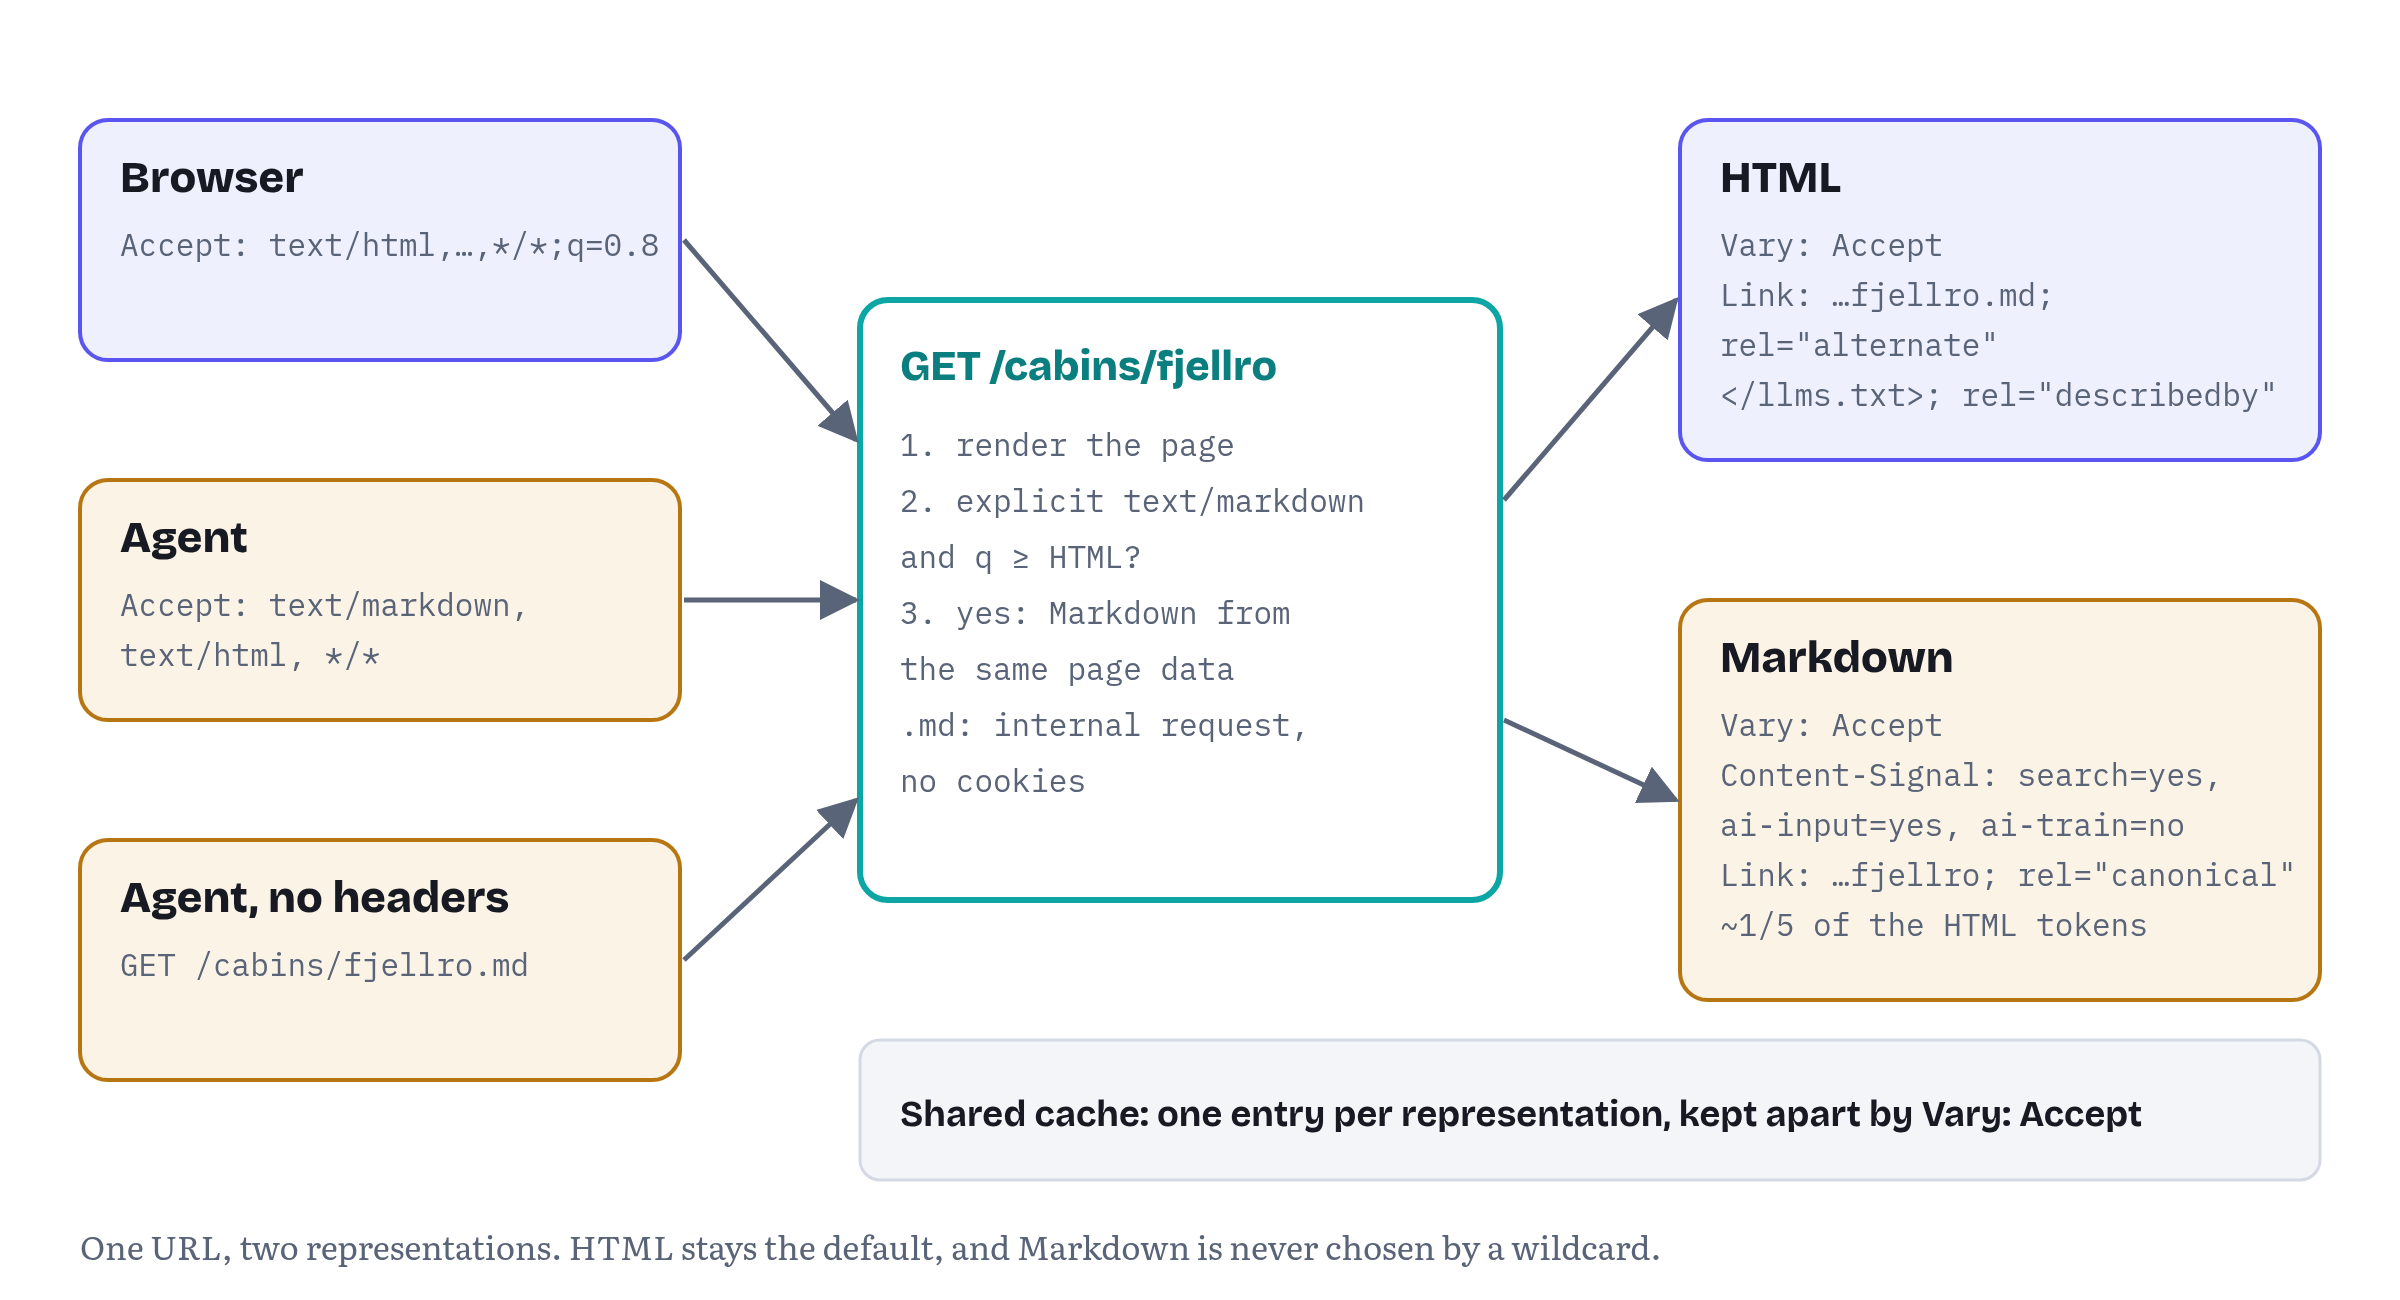 Browser
Accept: text/html,…,*/*;q=0.8
Agent
Accept: text/markdown,
text/html, */*
Agent, no headers
GET /cabins/fjellro.md
GET /cabins/fjellro
1. render the page
2. explicit text/markdown
and q ≥ HTML?
3. yes: Markdown from
the same page data
.md: internal request,
no cookies
HTML
Vary: Accept
Link: …fjellro.md;
rel="alternate"
</llms.txt>; rel="describedby"
Markdown
Vary: Accept
Content-Signal: search=yes,
ai-input=yes, ai-train=no
Link: …fjellro; rel="canonical"
~1/5 of the HTML tokens
Shared cache: one entry per representation, kept apart by Vary: Accept
One URL, two representations. HTML stays the default, and Markdown is never chosen by a wildcard.